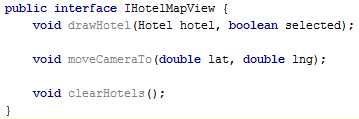 public interface IHotelMapView {
void drawHotel(Hotel hotel, boolean selected);
void moveCameraTo(double lat, double lng);
void clearHotels();
}